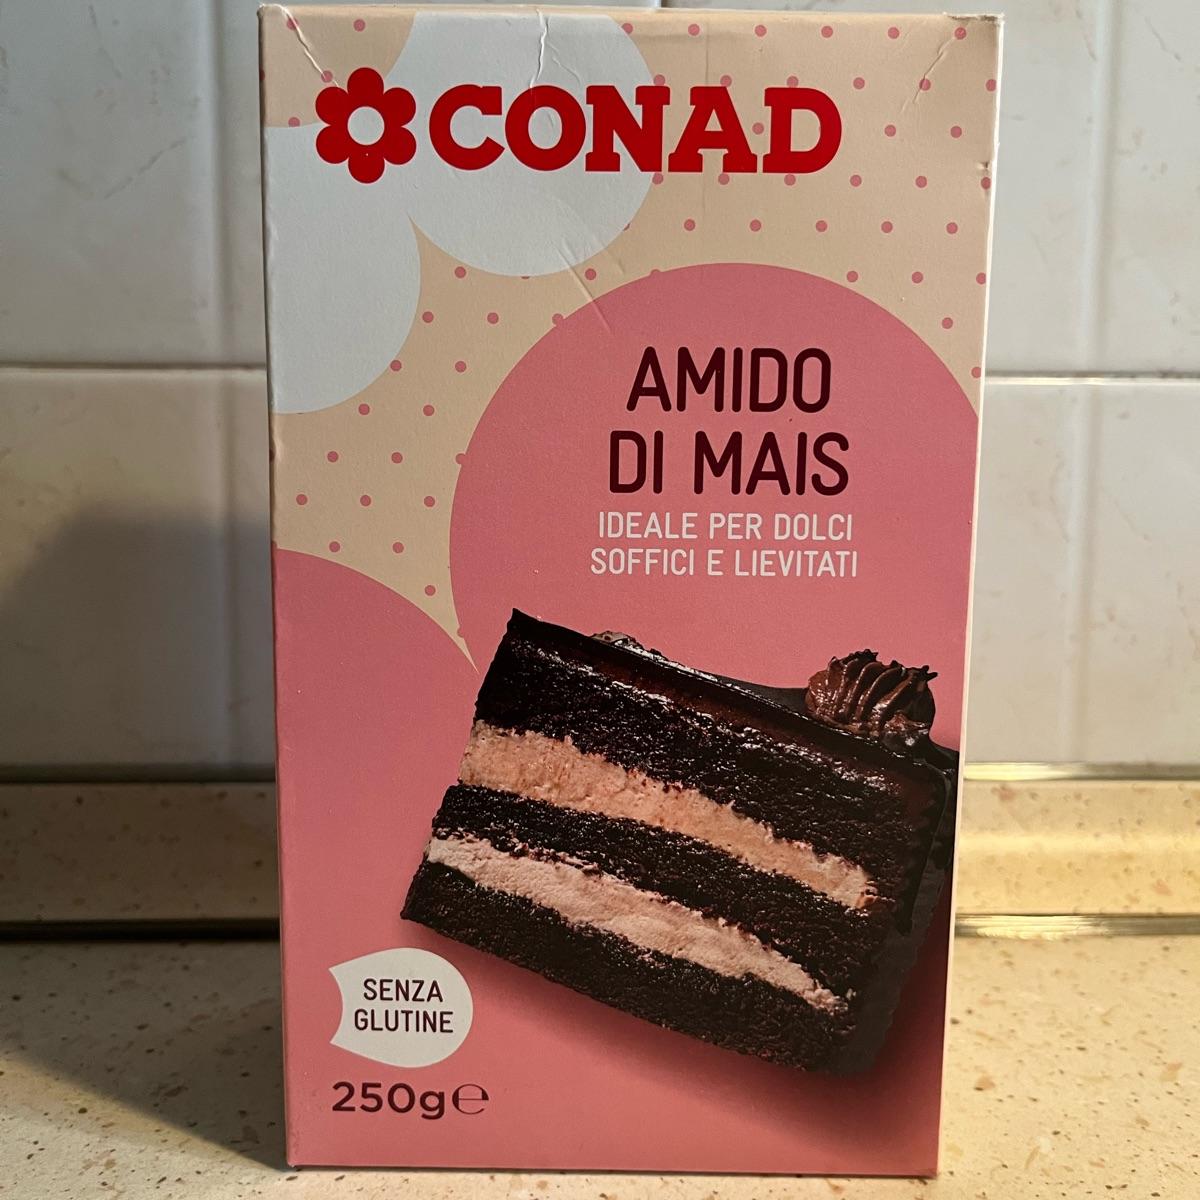 CONAD
AMIDO
DI MAIS
IDEALE PER DOLCI
SOFFICI E LIEVITATI
SENZA
GLUTINE
250g℮